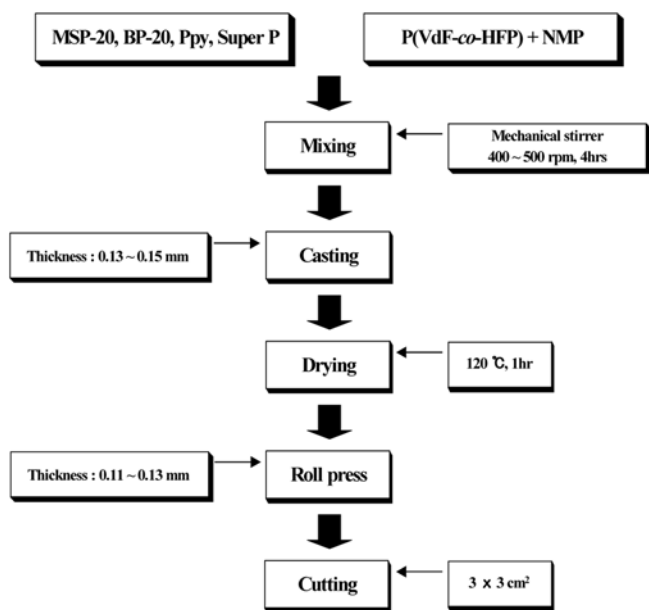 MSP-20, BP-20, Ppy, Super P
P(VdF-co-HFP) + NMP
Mixing
Mechanical stirrer
400 ~ 500 rpm, 4hrs
Thickness : 0.13 ~ 0.15 mm
Casting
Drying
120 ℃, 1hr
Thickness : 0.11 ~ 0.13 mm
Roll press
Cutting
3 x 3 cm²